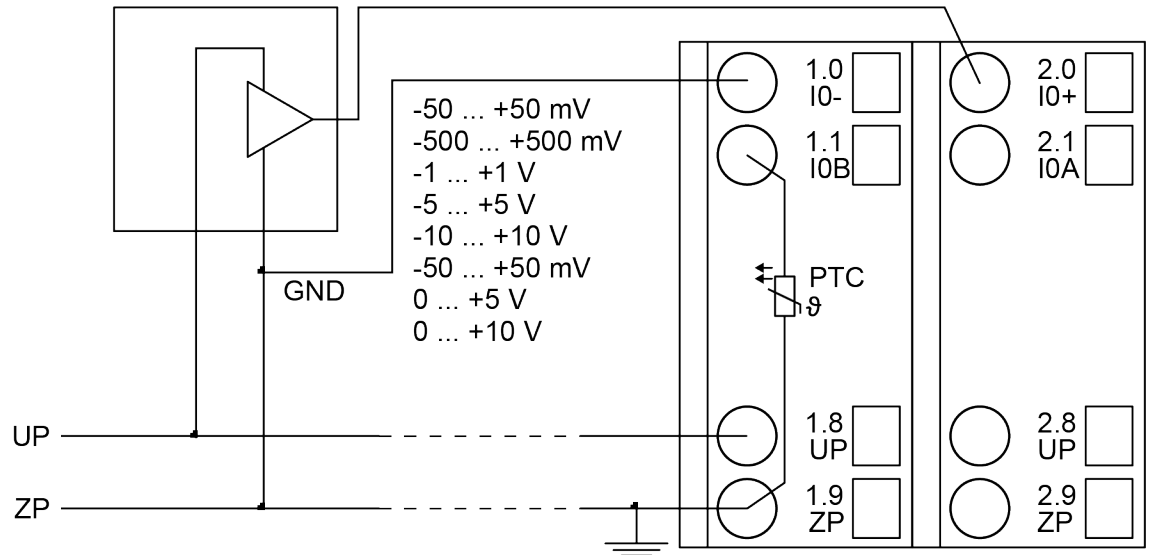 1.0
I0-
2.0
I0+
-50 ... +50 mV
-500 ... +500 mV
-1 ... +1 V
-5 ... +5 V
-10 ... +10 V
-50 ... +50 mV
0 ... +5 V
0 ... +10 V
1.1
I0B
2.1
I0A
GND
PTC
ϑ
UP
1.8
UP
2.8
UP
ZP
1.9
ZP
2.9
ZP